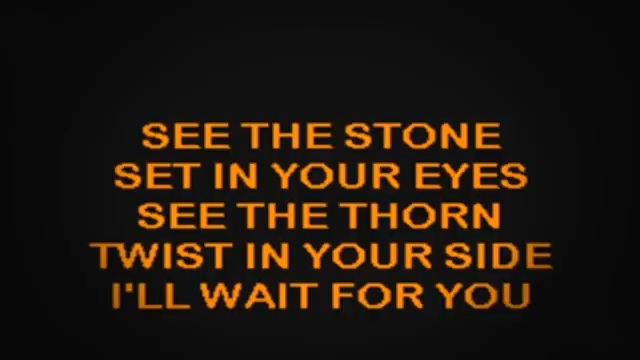 SEE THE STONE
SET IN YOUR EYES
SEE THE THORN
TWIST IN YOUR SIDE
I'LL WAIT FOR YOU